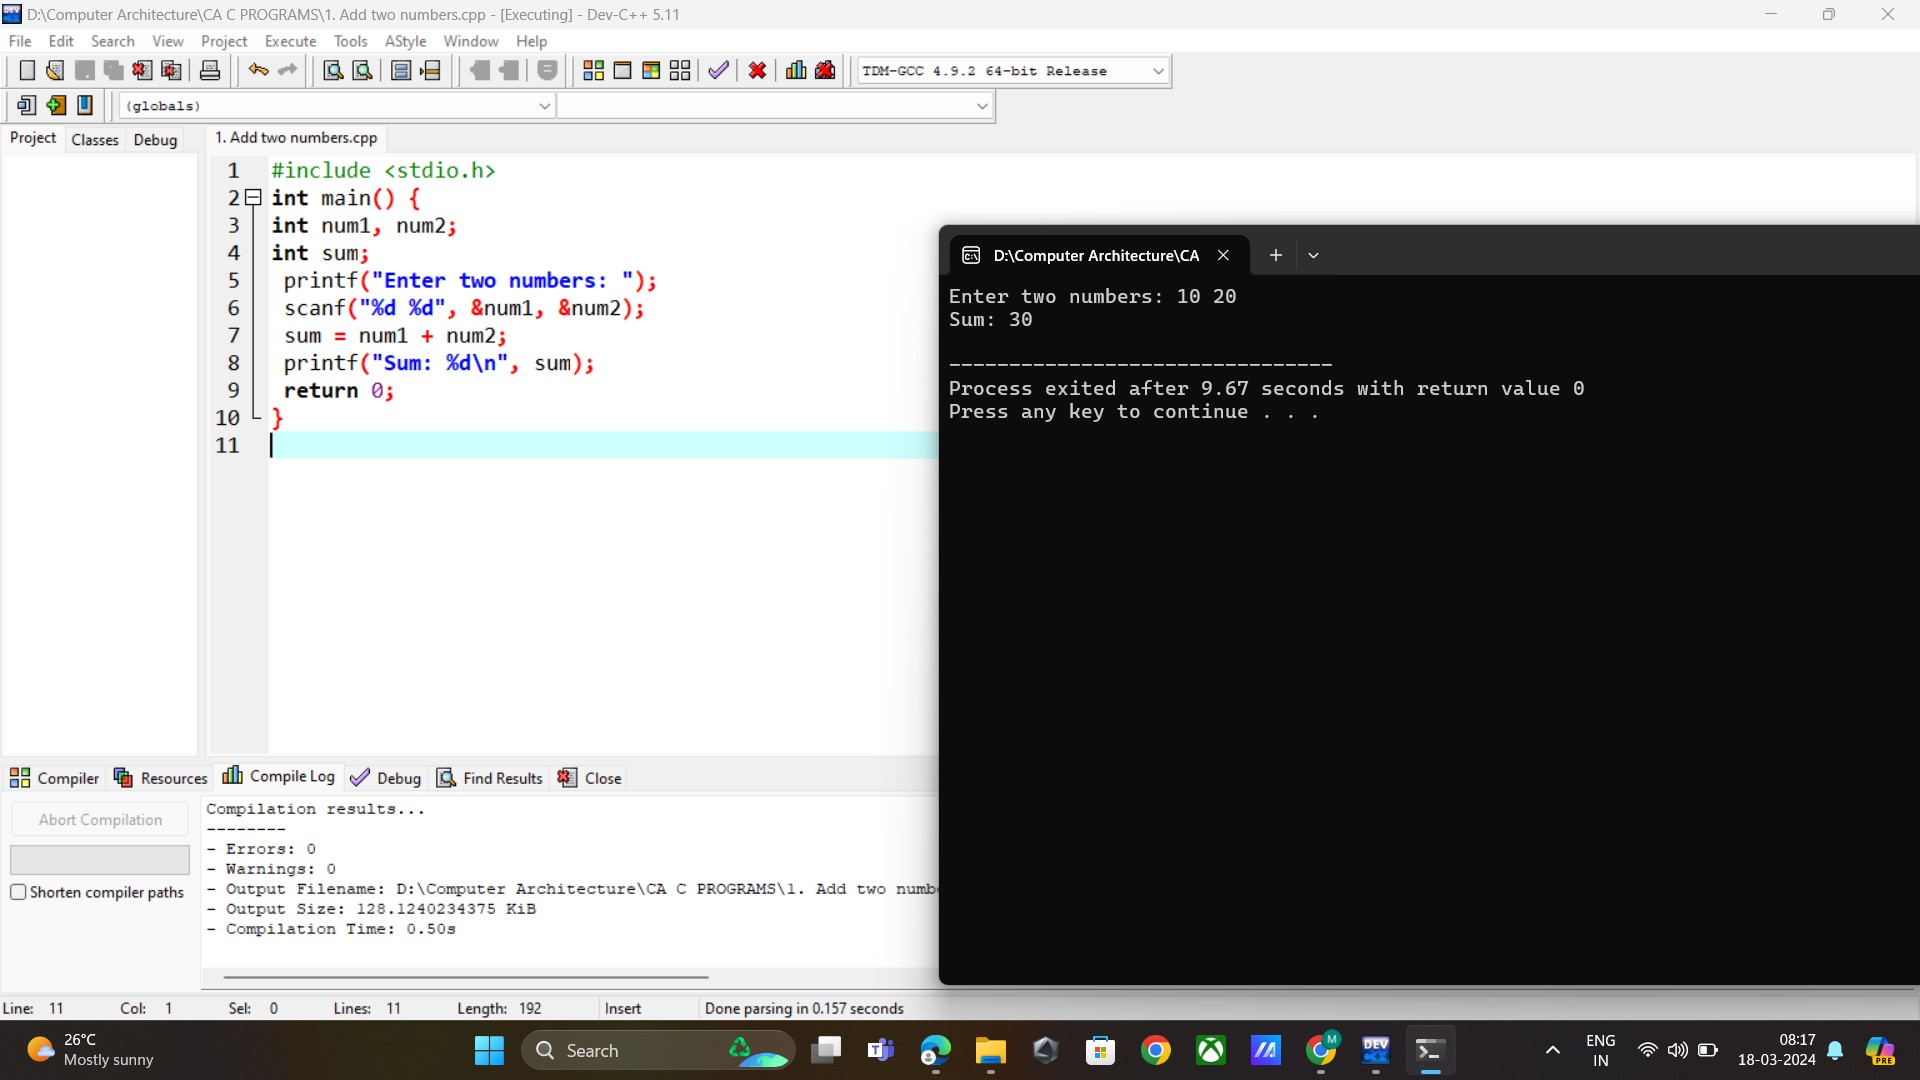 D:\Computer Architecture\CA C PROGRAMS\1. Add two numbers.cpp - [Executing] - Dev-C++ 5.11
File Edit Search View Project Execute Tools AStyle Window Help
TDM-GCC 4.9.2 64-bit Release
(globals)
Project Classes Debug
1. Add two numbers.cpp
1 #include <stdio.h>
2 int main() {
3 int num1, num2;
4 int sum;
5 printf("Enter two numbers: ");
6 scanf("%d %d", &num1, &num2);
7 sum = num1 + num2;
8 printf("Sum: %d\n", sum);
9 return 0;
10 }
11
D:\Computer Architecture\CA
Enter two numbers: 10 20
Sum: 30
--------------------------------
Process exited after 9.67 seconds with return value 0
Press any key to continue . . .
Compiler Resources Compile Log Debug Find Results Close
Abort Compilation
Shorten compiler paths
Compilation results...
--------
- Errors: 0
- Warnings: 0
- Output Filename: D:\Computer Architecture\CA C PROGRAMS\1. Add two numb
- Output Size: 128.1240234375 KiB
- Compilation Time: 0.50s
Line: 11 Col: 1 Sel: 0 Lines: 11 Length: 192 Insert Done parsing in 0.157 seconds
26°C
Mostly sunny
Search
DEV
M
ENG
IN
08:17
18-03-2024
PRE